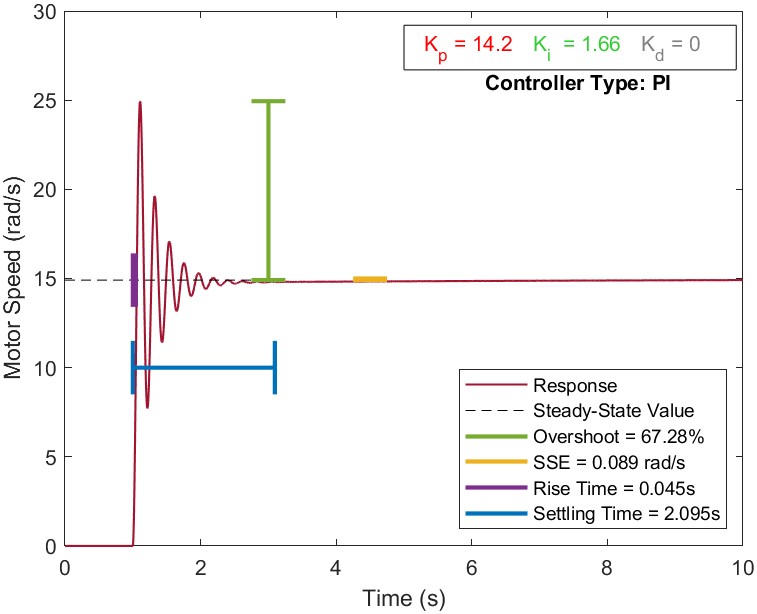 30
25
20
15
10
5
0
0 2 4 6 8 10
Motor Speed (rad/s)
Time (s)
Kp = 14.2 Ki = 1.66 Kd = 0
Controller Type: PI
Response
Steady-State Value
Overshoot = 67.28%
SSE = 0.089 rad/s
Rise Time = 0.045s
Settling Time = 2.095s